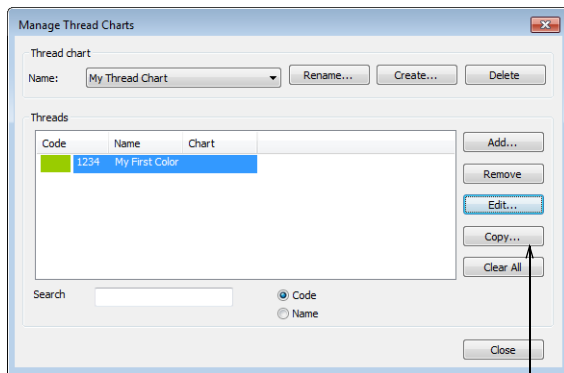 Manage Thread Charts
Thread chart
Name: My Thread Chart Rename... Create... Delete
Threads
Code Name Chart Add...
1234 My First Color
Remove
Edit...
Copy...
Clear All
Search Code
Name
Close